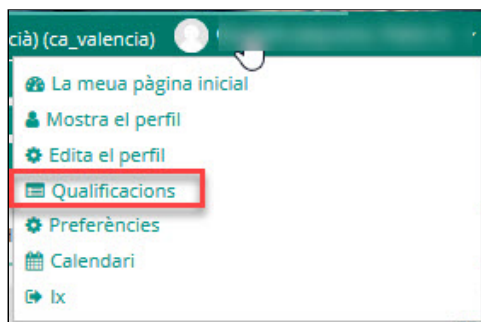 cià) (ca_valencia)
La meua pàgina inicial
Mostra el perfil
Edita el perfil
Qualificacions
Preferències
Calendari
Ix